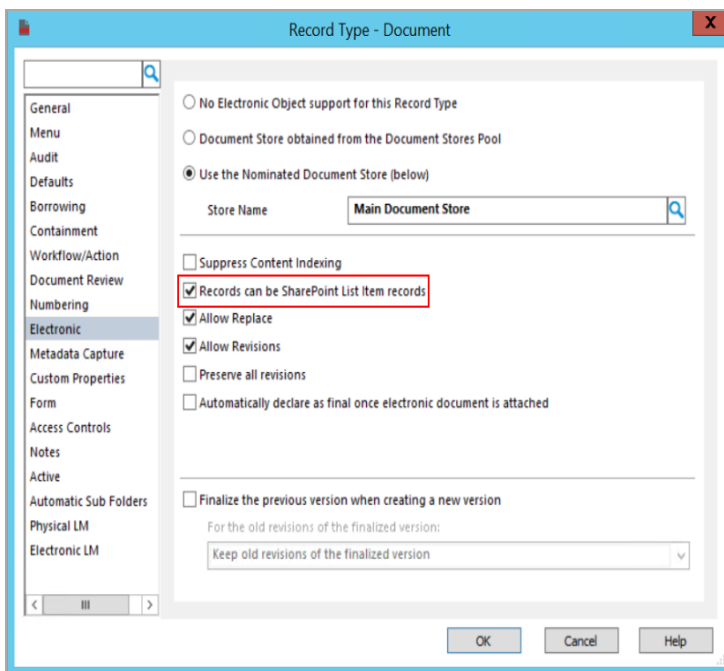 Record Type - Document
X
General
Menu
Audit
Defaults
Borrowing
Containment
Workflow/Action
Document Review
Numbering
Electronic
Metadata Capture
Custom Properties
Form
Access Controls
Notes
Active
Automatic Sub Folders
Physical LM
Electronic LM
No Electronic Object support for this Record Type
Document Store obtained from the Document Stores Pool
Use the Nominated Document Store (below)
Store Name Main Document Store
Suppress Content Indexing
Records can be SharePoint List Item records
Allow Replace
Allow Revisions
Preserve all revisions
Automatically declare as final once electronic document is attached
Finalize the previous version when creating a new version
For the old revisions of the finalized version:
Keep old revisions of the finalized version
OK Cancel Help